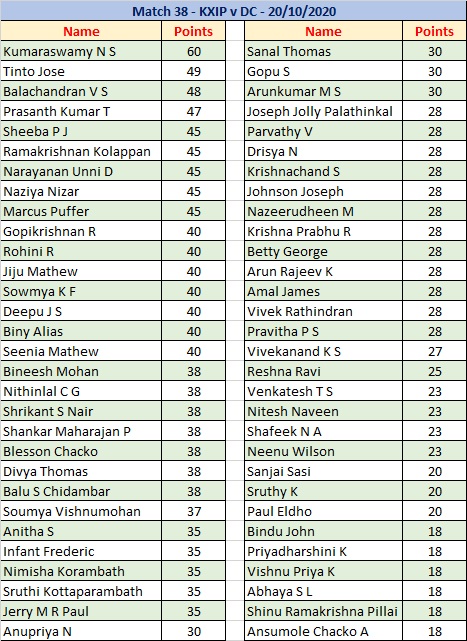 Match 38 - KXIP v DC - 20/10/2020
Name Points Name Points
Kumaraswamy N S 60 Sanal Thomas 30
Tinto Jose 49 Gopu S 30
Balachandran V S 48 Arunkumar M S 30
Prasanth Kumar T 47 Joseph Jolly Palathinkal 28
Sheeba P J 45 Parvathy V 28
Ramakrishnan Kolappan 45 Drisya N 28
Narayanan Unni D 45 Krishnachand S 28
Naziya Nizar 45 Johnson Joseph 28
Marcus Puffer 45 Nazeerudheen M 28
Gopikrishnan R 40 Krishna Prabhu R 28
Rohini R 40 Betty George 28
Jiju Mathew 40 Arun Rajeev K 28
Sowmya K F 40 Amal James 28
Deepu J S 40 Vivek Rathindran 28
Biny Alias 40 Pravitha P S 28
Seenia Mathew 40 Vivekanand K S 27
Bineesh Mohan 38 Reshna Ravi 25
Nithinlal C G 38 Venkatesh T S 23
Shrikant S Nair 38 Nitesh Naveen 23
Shankar Maharajan P 38 Shafeek N A 23
Blesson Chacko 38 Neenu Wilson 23
Divya Thomas 38 Sanjai Sasi 20
Balu S Chidambar 38 Sruthy K 20
Soumya Vishnumohan 37 Paul Eldho 20
Anitha S 35 Bindu John 18
Infant Frederic 35 Priyadharshini K 18
Nimisha Korambath 35 Vishnu Priya K 18
Sruthi Kottaparambath 35 Abhaya S L 18
Jerry M R Paul 35 Shinu Ramakrishna Pillai 18
Anupriya N 30 Ansumole Chacko A 18